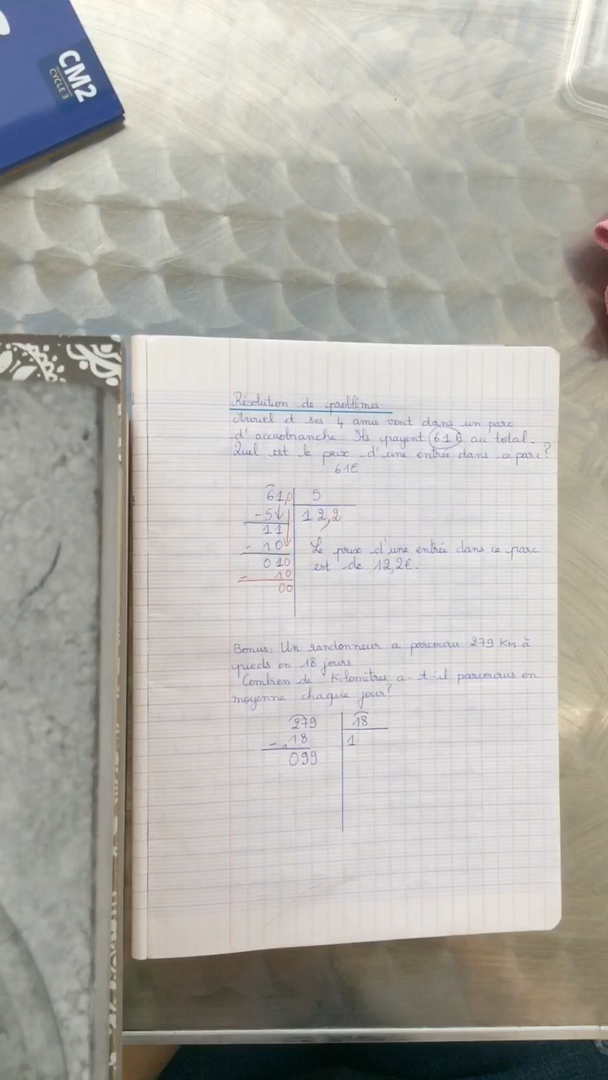 CM2
CYCLE 3
Résolution de problèmes
et ses 4 amis vont dans un parc
d'accrobranche. Ils payent 61€ au total.
Quel est le prix d'une entrée dans ce parc?
61€
61,0 5
-5 12,2
11
- 10 Le prix d'une entrée dans ce parc
010 est de 12,2€.
- 10
00
Bonus: Un randonneur a parcouru 279 Km à
pieds en 18 jours
Combien de Kilomètres a-t-il parcourus en
moyenne chaque jour?
279 18
- 18 1
099